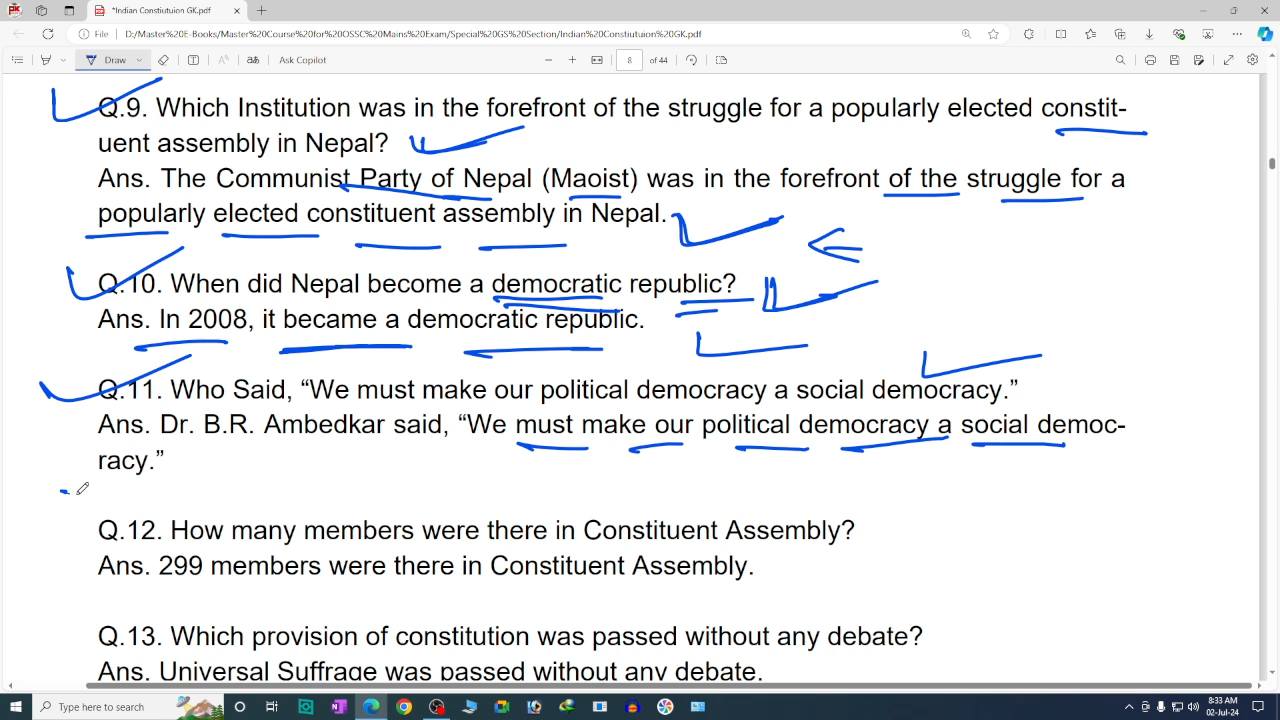 *Indian Constiutuion GK.pdf
File
D:/Master%20E-Books/Master%20Course%20for%20OSSC%20Mains%20Exam/Special%20GS%20Section/Indian%20Constiutuion%20GK.pdf
Draw
Ask Copilot
8 of 44
Q.9. Which Institution was in the forefront of the struggle for a popularly elected constit-
uent assembly in Nepal?
Ans. The Communist Party of Nepal (Maoist) was in the forefront of the struggle for a
popularly elected constituent assembly in Nepal.
Q.10. When did Nepal become a democratic republic?
Ans. In 2008, it became a democratic republic.
Q.11. Who Said, “We must make our political democracy a social democracy.”
Ans. Dr. B.R. Ambedkar said, “We must make our political democracy a social democ-
racy.”
Q.12. How many members were there in Constituent Assembly?
Ans. 299 members were there in Constituent Assembly.
Q.13. Which provision of constitution was passed without any debate?
Ans. Universal Suffrage was passed without any debate.
Type here to search
8:33 AM
02-Jul-24